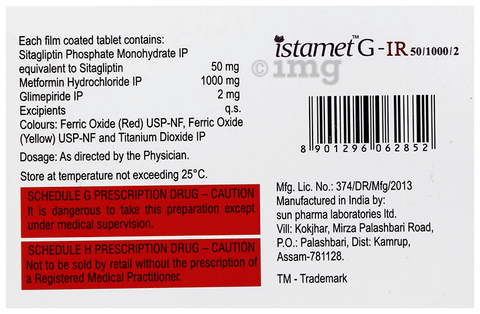 Each film coated tablet contains:
Sitagliptin Phosphate Monohydrate IP
equivalent to Sitagliptin 50 mg
Metformin Hydrochloride IP 1000 mg
Glimepiride IP 2 mg
Excipients q.s.
Colours: Ferric Oxide (Red) USP-NF, Ferric Oxide
(Yellow) USP-NF and Titanium Dioxide IP
Dosage: As directed by the Physician.
Store at temperature not exceeding 25°C.
SCHEDULE G PRESCRIPTION DRUG – CAUTION
It is dangerous to take this preparation except
under medical supervision.
SCHEDULE H PRESCRIPTION DRUG – CAUTION
Not to be sold by retail without the prescription of
a Registered Medical Practitioner.
istamet™ G-IR 50/1000/2
©1mg
8901296062852
Mfg. Lic. No.: 374/DR/Mfg/2013
Manufactured in India by:
sun pharma laboratories ltd.
Vill: Kokjhar, Mirza Palashbari Road,
P.O.: Palashbari, Dist: Kamrup,
Assam-781128.
TM - Trademark